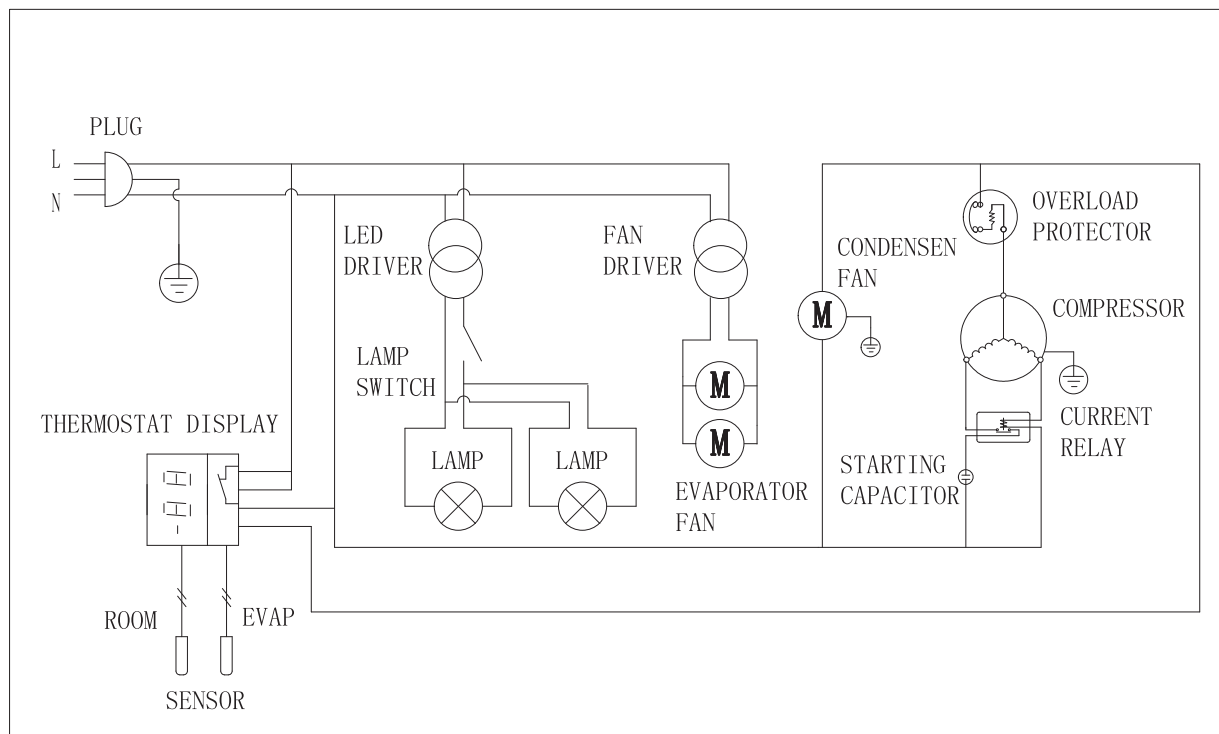 PLUG
L
N
LED
DRIVER
FAN
DRIVER
CONDENSEN
FAN
OVERLOAD
PROTECTOR
M
COMPRESSOR
LAMP
SWITCH
M
M
THERMOSTAT DISPLAY
CURRENT
RELAY
LAMP
LAMP
STARTING
CAPACITOR
EVAPORATOR
FAN
ROOM
EVAP
SENSOR